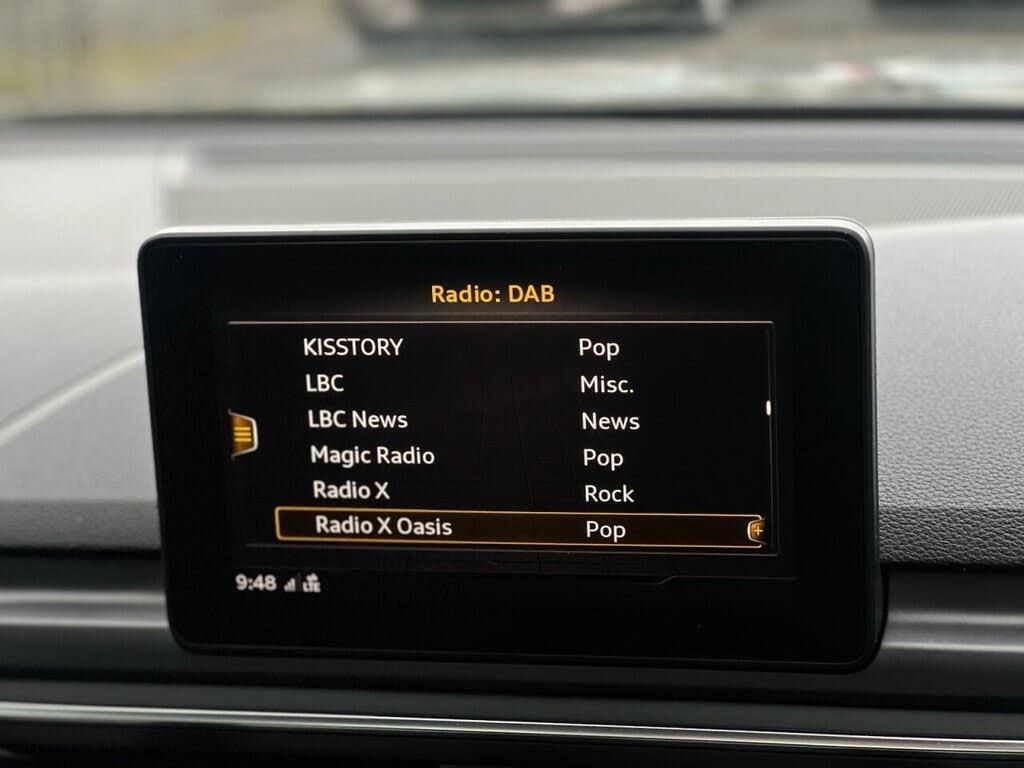 Radio: DAB
KISSTORY Pop
LBC Misc.
LBC News News
Magic Radio Pop
Radio X Rock
Radio X Oasis Pop
9:48 LTE